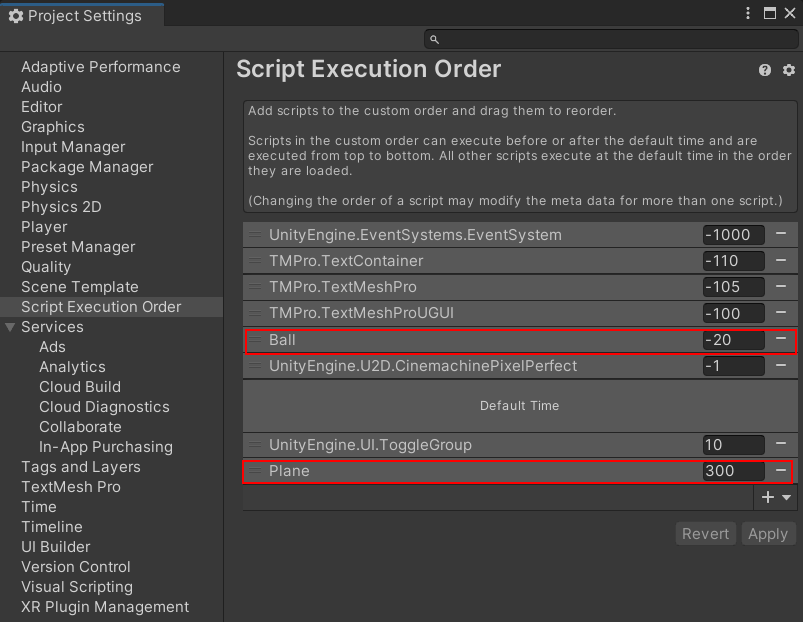 Project Settings
Adaptive Performance
Audio
Editor
Graphics
Input Manager
Package Manager
Physics
Physics 2D
Player
Preset Manager
Quality
Scene Template
Script Execution Order
Services
Ads
Analytics
Cloud Build
Cloud Diagnostics
Collaborate
In-App Purchasing
Tags and Layers
TextMesh Pro
Time
Timeline
UI Builder
Version Control
Visual Scripting
XR Plugin Management
Script Execution Order
Add scripts to the custom order and drag them to reorder.
Scripts in the custom order can execute before or after the default time and are
executed from top to bottom. All other scripts execute at the default time in the order
they are loaded.
(Changing the order of a script may modify the meta data for more than one script.)
UnityEngine.EventSystems.EventSystem -1000
TMPro.TextContainer -110
TMPro.TextMeshPro -105
TMPro.TextMeshProUGUI -100
Ball -20
UnityEngine.U2D.CinemachinePixelPerfect -1
Default Time
UnityEngine.UI.ToggleGroup 10
Plane 300
Revert Apply